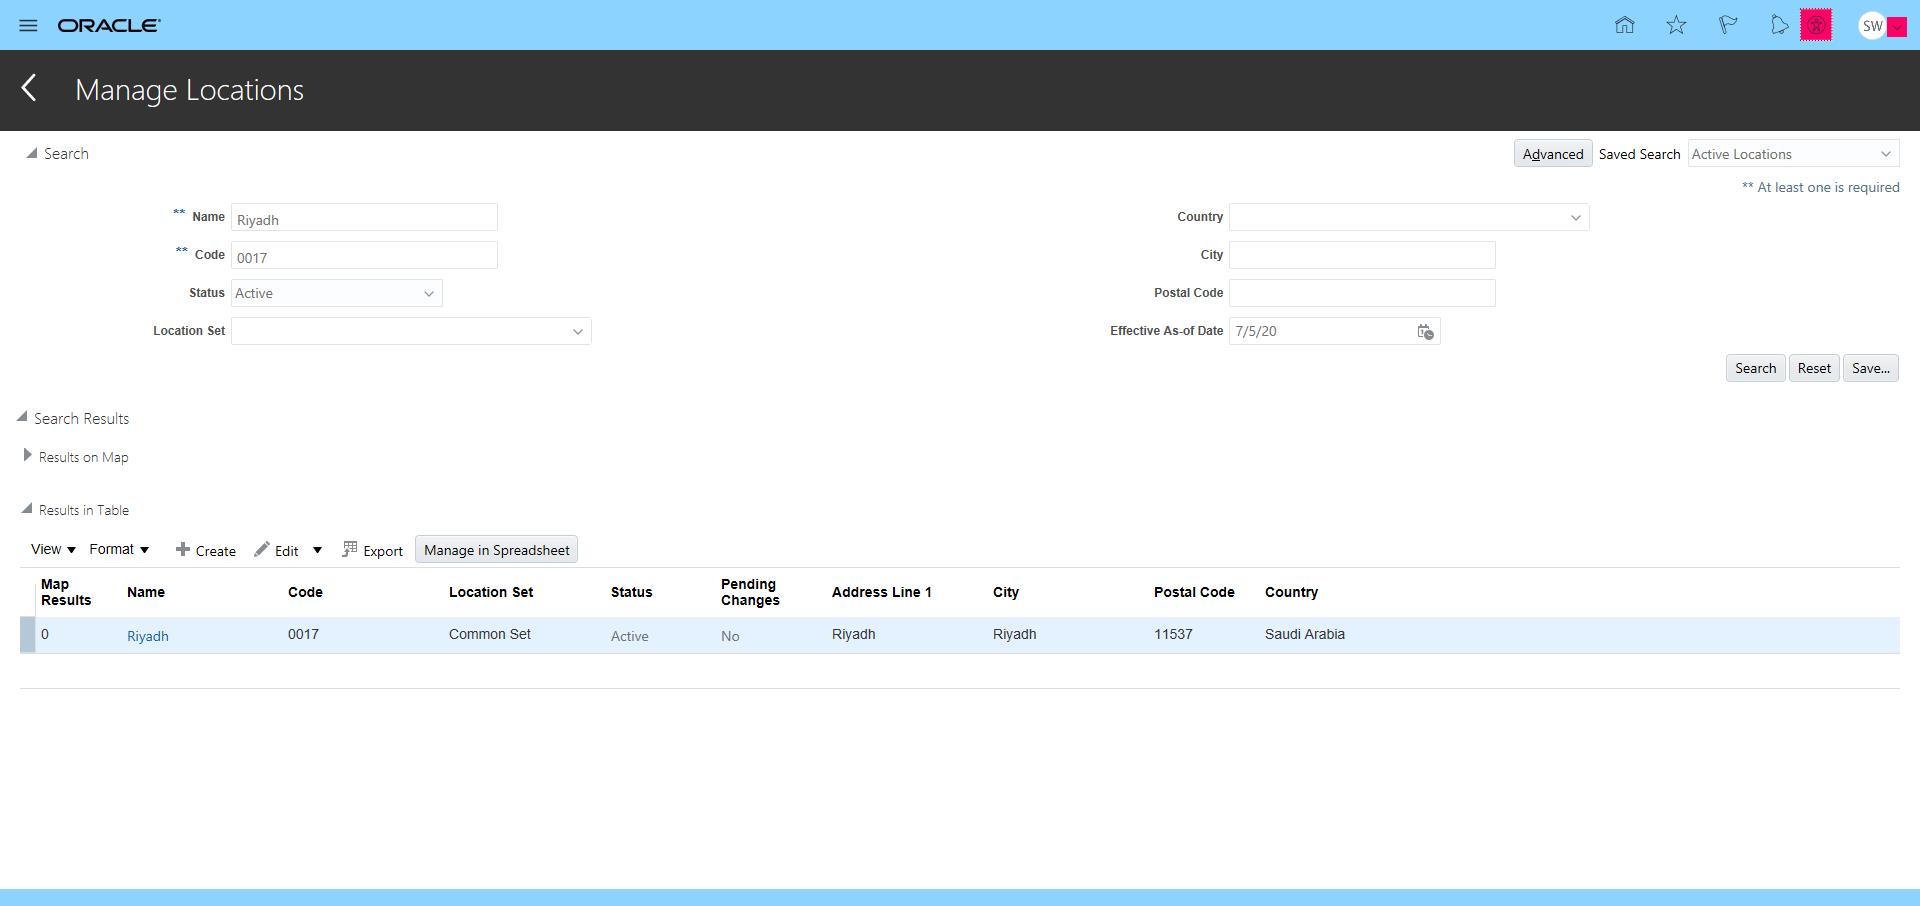 ORACLE
SW
Manage Locations
Search
Advanced Saved Search Active Locations
** At least one is required
** Name Riyadh
Country
** Code 0017
City
Status Active
Postal Code
Location Set
Effective As-of Date 7/5/20
Search Reset Save...
Search Results
Results on Map
Results in Table
View Format Create Edit Export Manage in Spreadsheet
Map Results Name Code Location Set Status Pending Changes Address Line 1 City Postal Code Country
0 Riyadh 0017 Common Set Active No Riyadh Riyadh 11537 Saudi Arabia